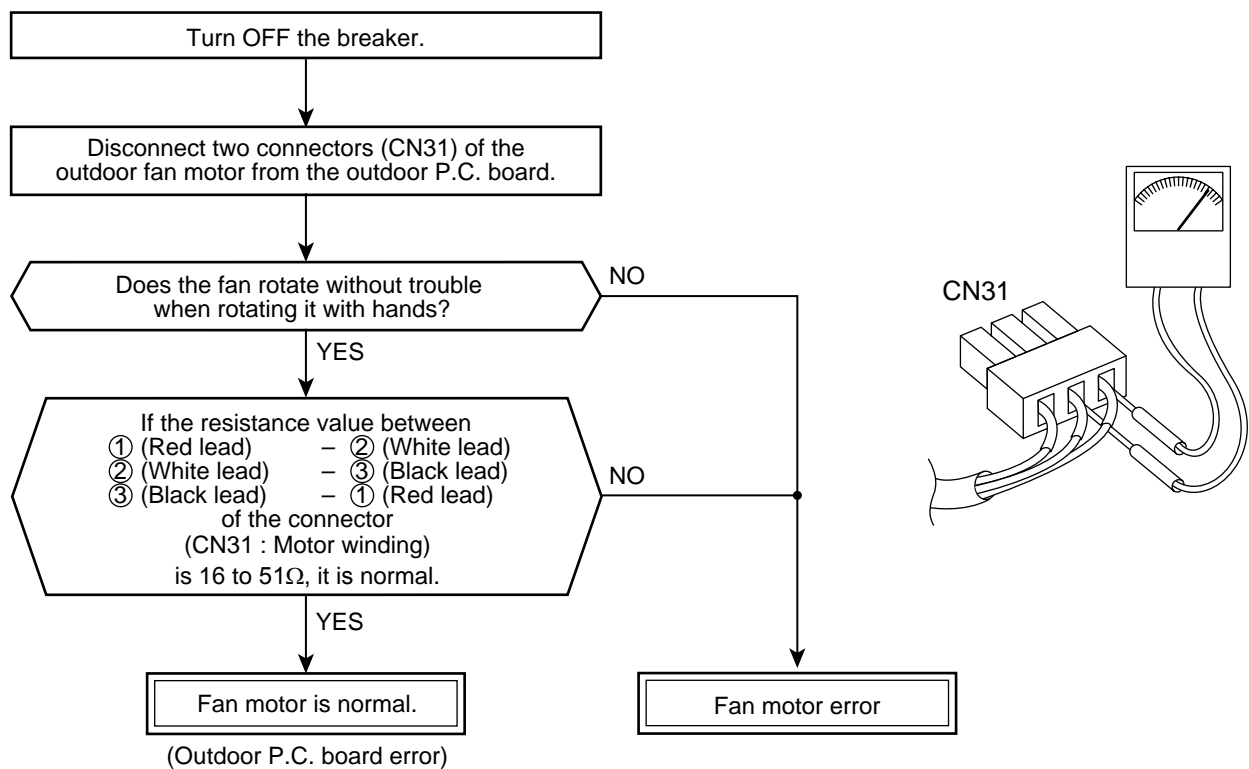 Turn OFF the breaker.
Disconnect two connectors (CN31) of the
outdoor fan motor from the outdoor P.C. board.
Does the fan rotate without trouble
when rotating it with hands?
NO
YES
If the resistance value between
① (Red lead) – ② (White lead)
② (White lead) – ③ (Black lead)
③ (Black lead) – ① (Red lead)
of the connector
(CN31 : Motor winding)
is 16 to 51Ω, it is normal.
NO
YES
Fan motor is normal.
(Outdoor P.C. board error)
Fan motor error
CN31